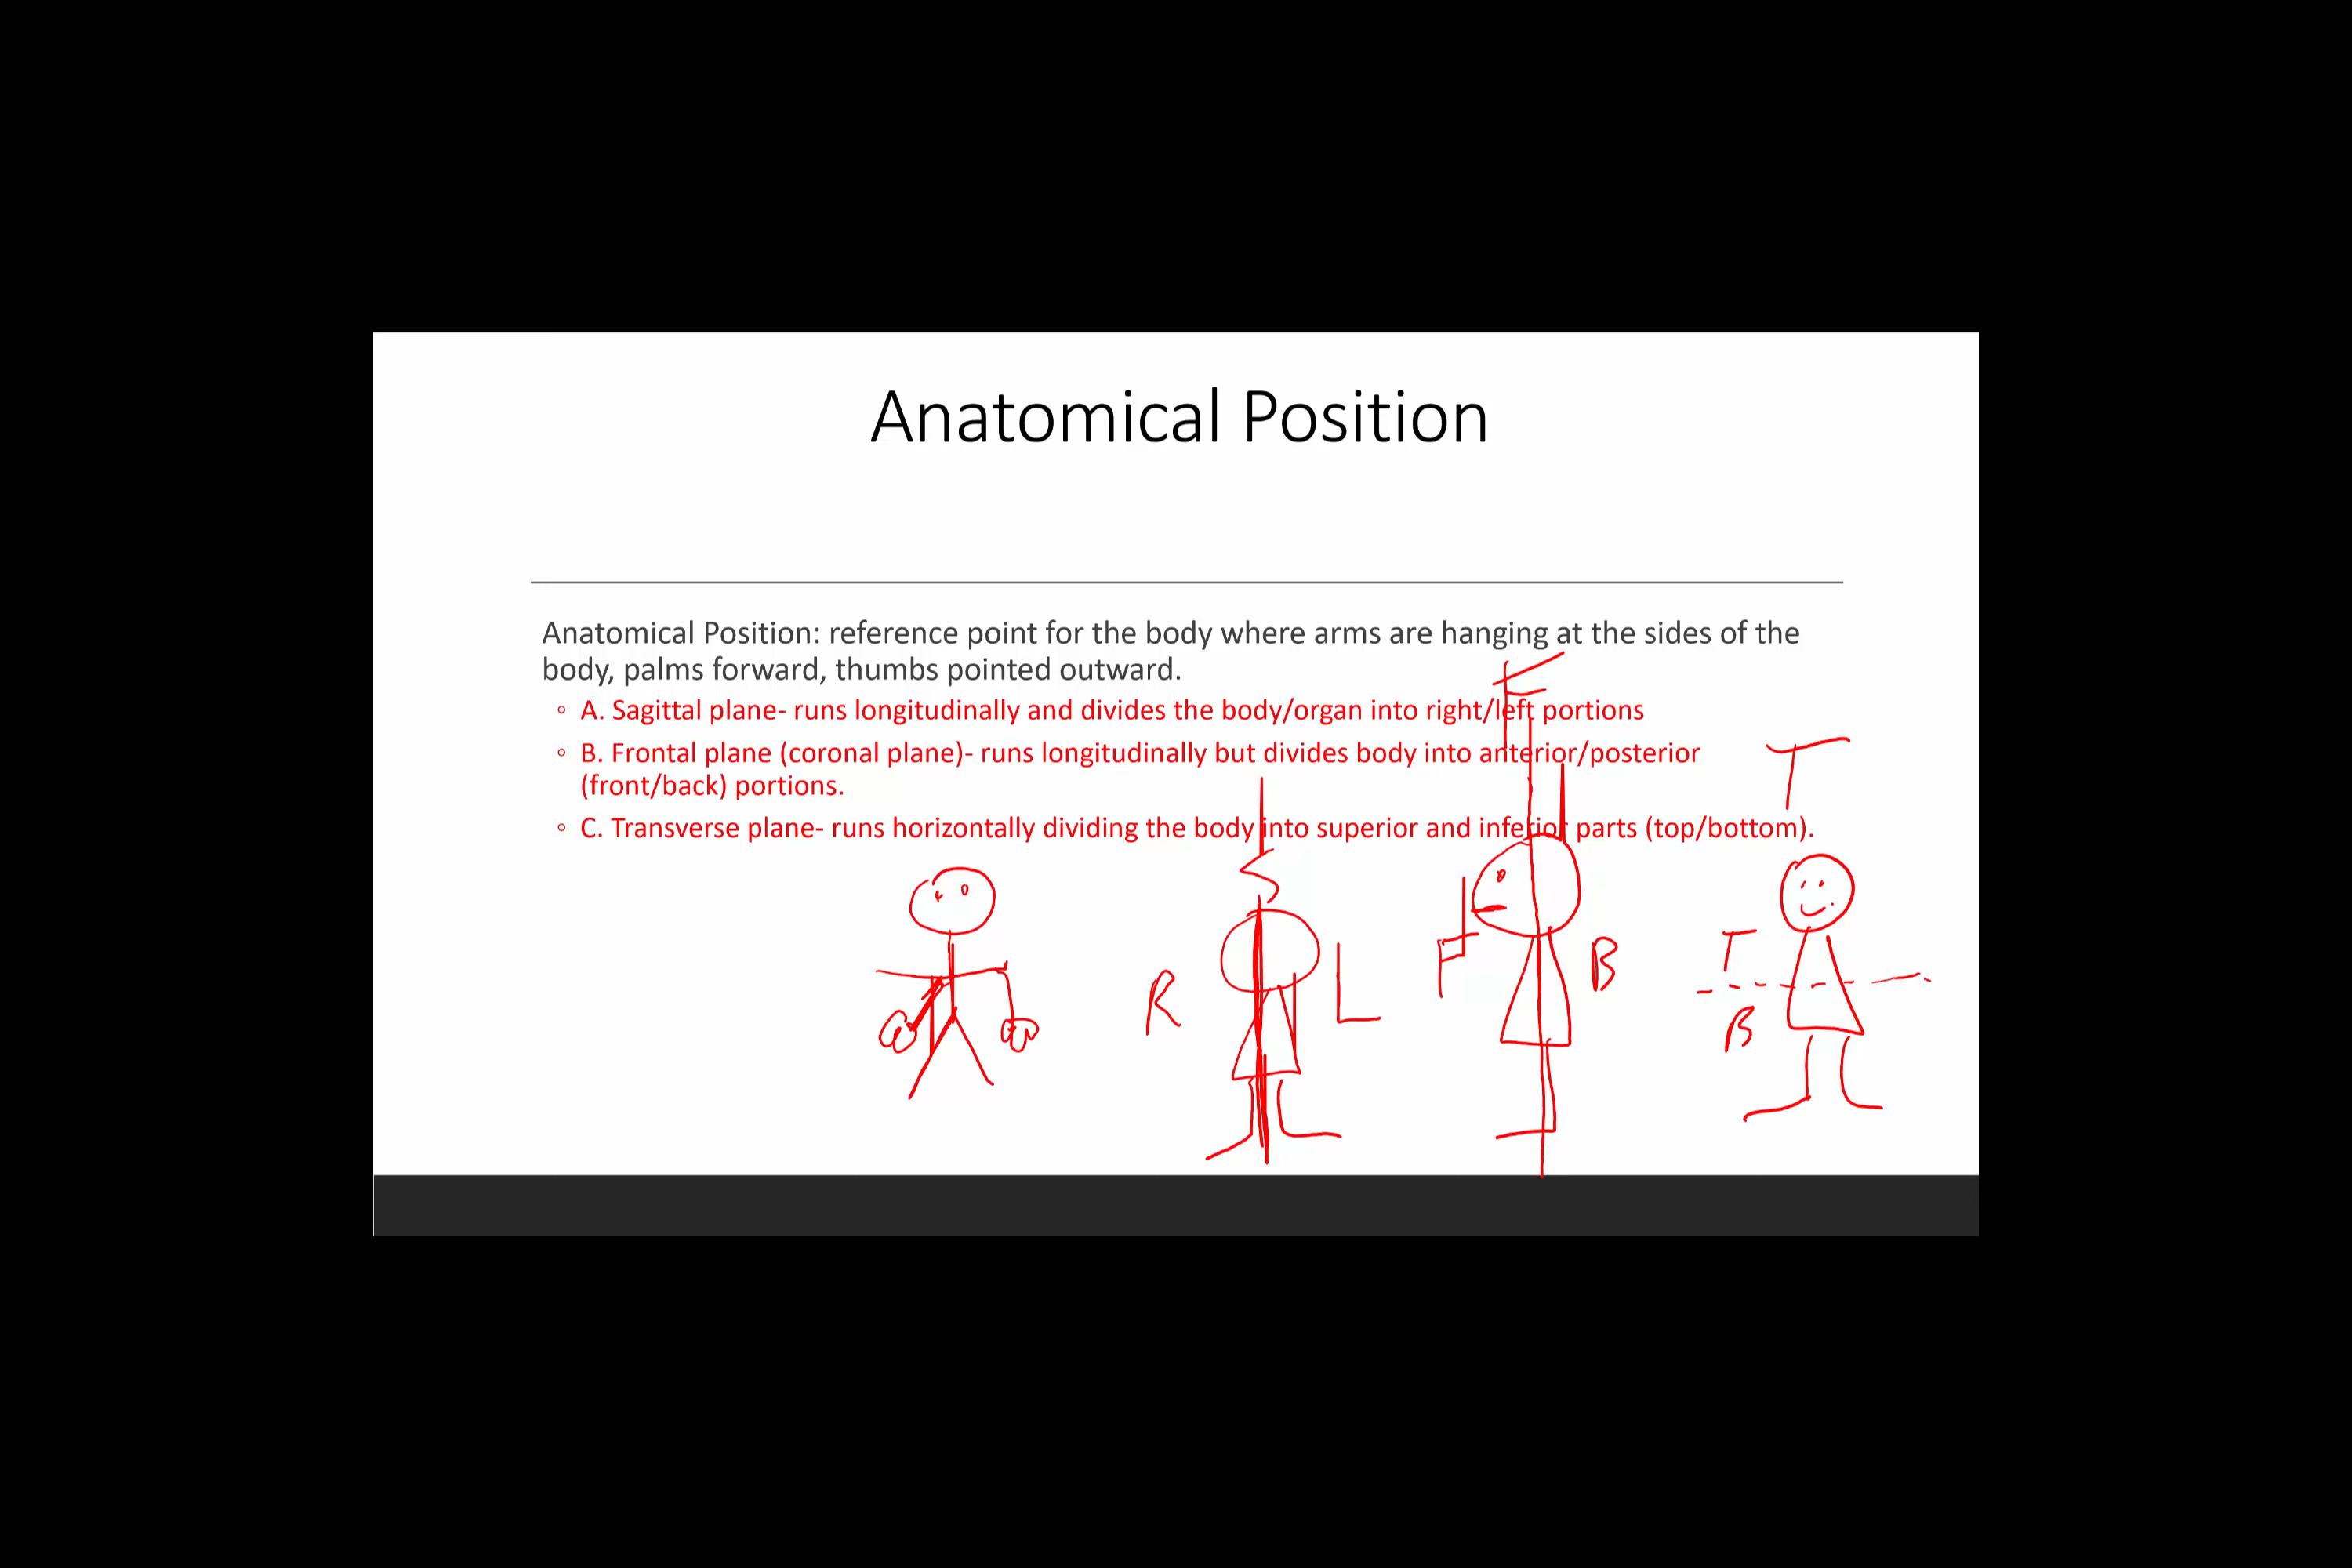 Anatomical Position
Anatomical Position: reference point for the body where arms are hanging at the sides of the
body, palms forward, thumbs pointed outward.
◦ A. Sagittal plane- runs longitudinally and divides the body/organ into right/left portions
◦ B. Frontal plane (coronal plane)- runs longitudinally but divides body into anterior/posterior
(front/back) portions.
◦ C. Transverse plane- runs horizontally dividing the body into superior and inferior parts (top/bottom).
F
T
S
R L
F B
T
B